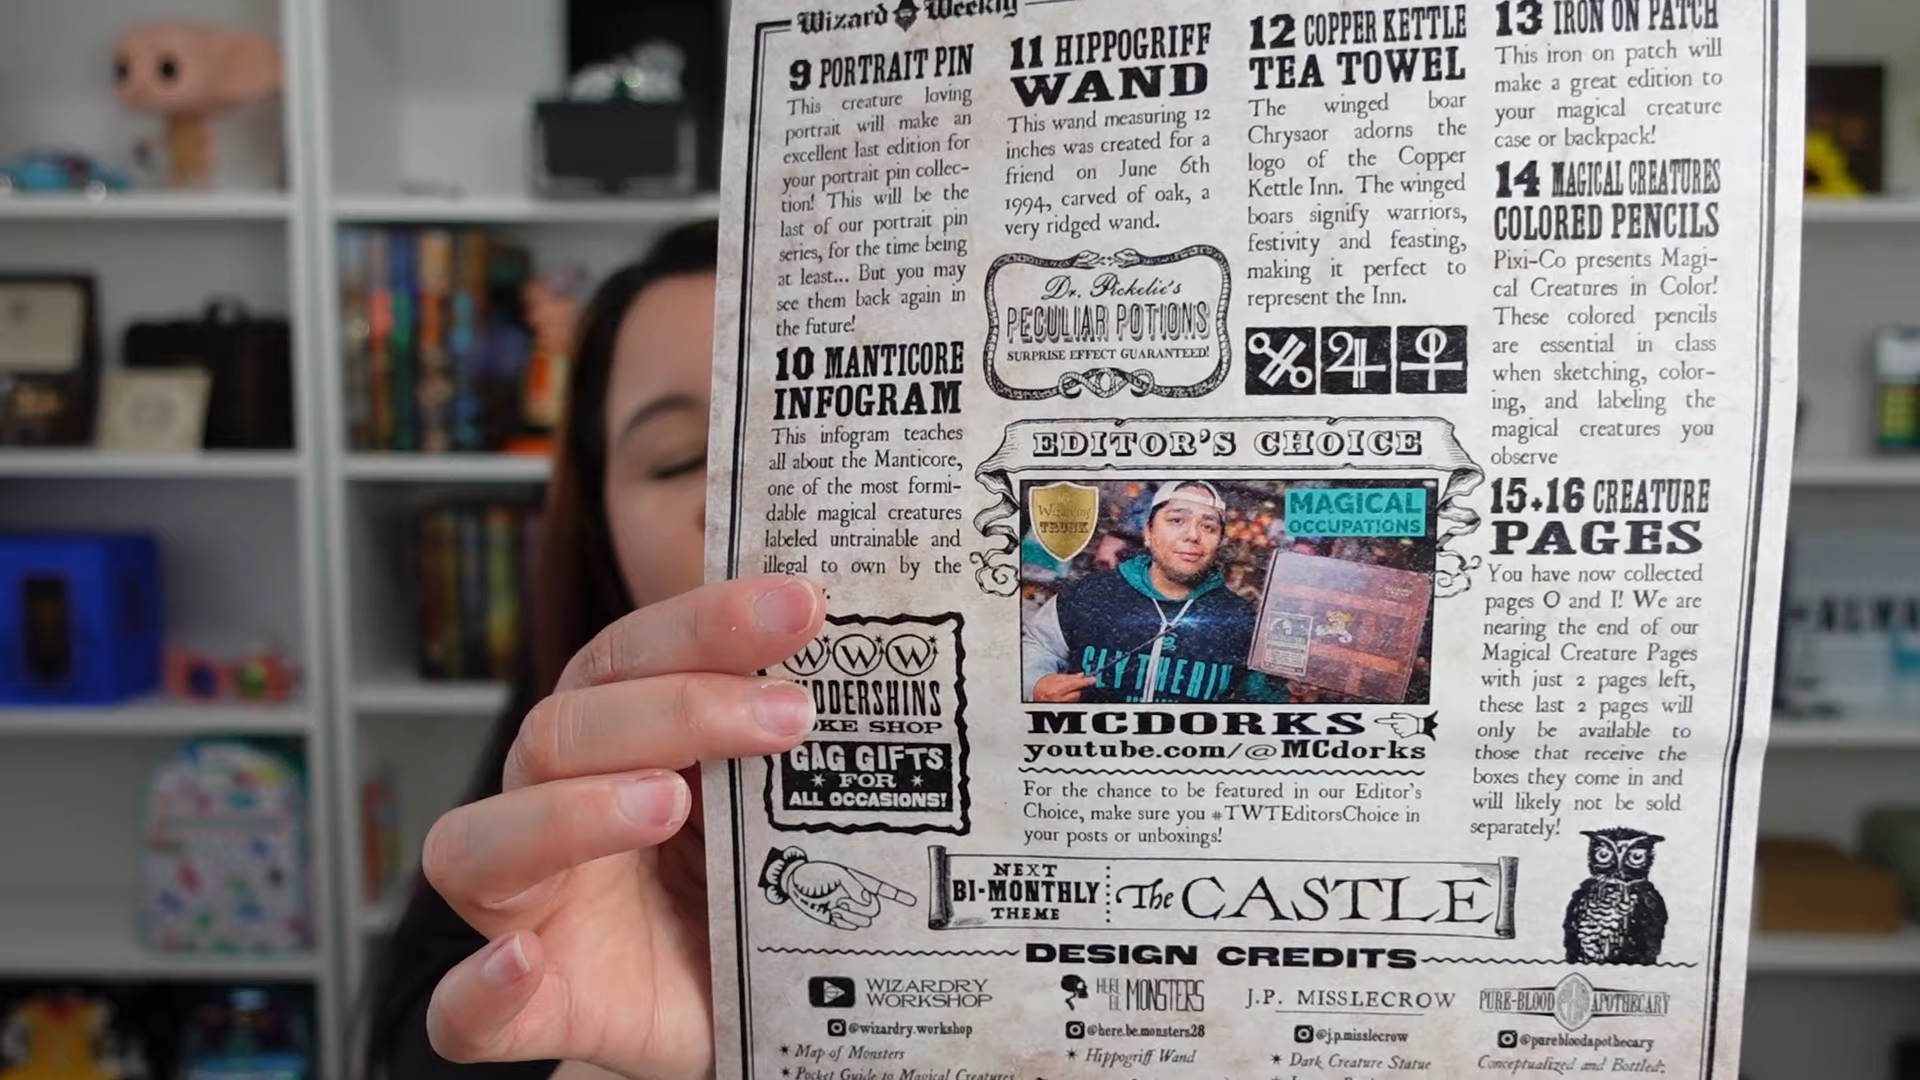 Wizard Weekly
9 PORTRAIT PIN
This creature loving
portrait will make an
excellent last edition for
your portrait pin collec-
tion! This will be the
last of our portrait pin
series, for the time being
at least... But you may
see them back again in
the future!
10 MANTICORE
INFOGRAM
This infogram teaches
all about the Manticore,
one of the most formi-
dable magical creatures
labeled untrainable and
illegal to own by the
WWW
KE SHOP
GAG GIFTS
FOR
ALL OCCASIONS!
11 HIPPOGRIFF
WAND
This wand measuring 12
inches was created for a
friend on June 6th
1994, carved of oak, a
very ridged wand.
Dr. Pickelie's
PECULIAR POTIONS
SURPRISE EFFECT GUARANTEED!
12 COPPER KETTLE
TEA TOWEL
The winged boar
Chrysaor adorns the
logo of the Copper
Kettle Inn. The winged
boars signify warriors,
festivity and feasting,
making it perfect to
represent the Inn.
EDITOR'S CHOICE
Wizarding
TRUNK
MAGICAL
OCCUPATIONS
SLYTHERIN
MCDORKS
youtube.com/@MCdorks
For the chance to be featured in our Editor's
Choice, make sure you #TWTEditorsChoice in
your posts or unboxings!
13 IRON ON PATCH
This iron on patch will
make a great edition to
your magical creature
case or backpack!
14 MAGICAL CREATURES
COLORED PENCILS
Pixi-Co presents Magi-
cal Creatures in Color!
These colored pencils
are essential in class
when sketching, color-
ing, and labeling the
magical creatures you
observe
15+16 CREATURE
PAGES
You have now collected
pages O and I! We are
nearing the end of our
Magical Creature Pages
with just 2 pages left,
these last 2 pages will
only be available to
those that receive the
boxes they come in and
will likely not be sold
separately!
NEXT
BI-MONTHLY
THEME
The CASTLE
DESIGN CREDITS
WIZARDRY
WORKSHOP
@wizardry.workshop
* Map of Monsters
* Pocket Guide to Magical Creatures
HERE BE MONSTERS
@here.be.monsters28
* Hippogriff Wand
J.P. MISSLECROW
@j.p.misslecrow
* Dark Creature Statue
PURE-BLOOD APOTHECARY
@purebloodapothecary
Conceptualized and Bottled: